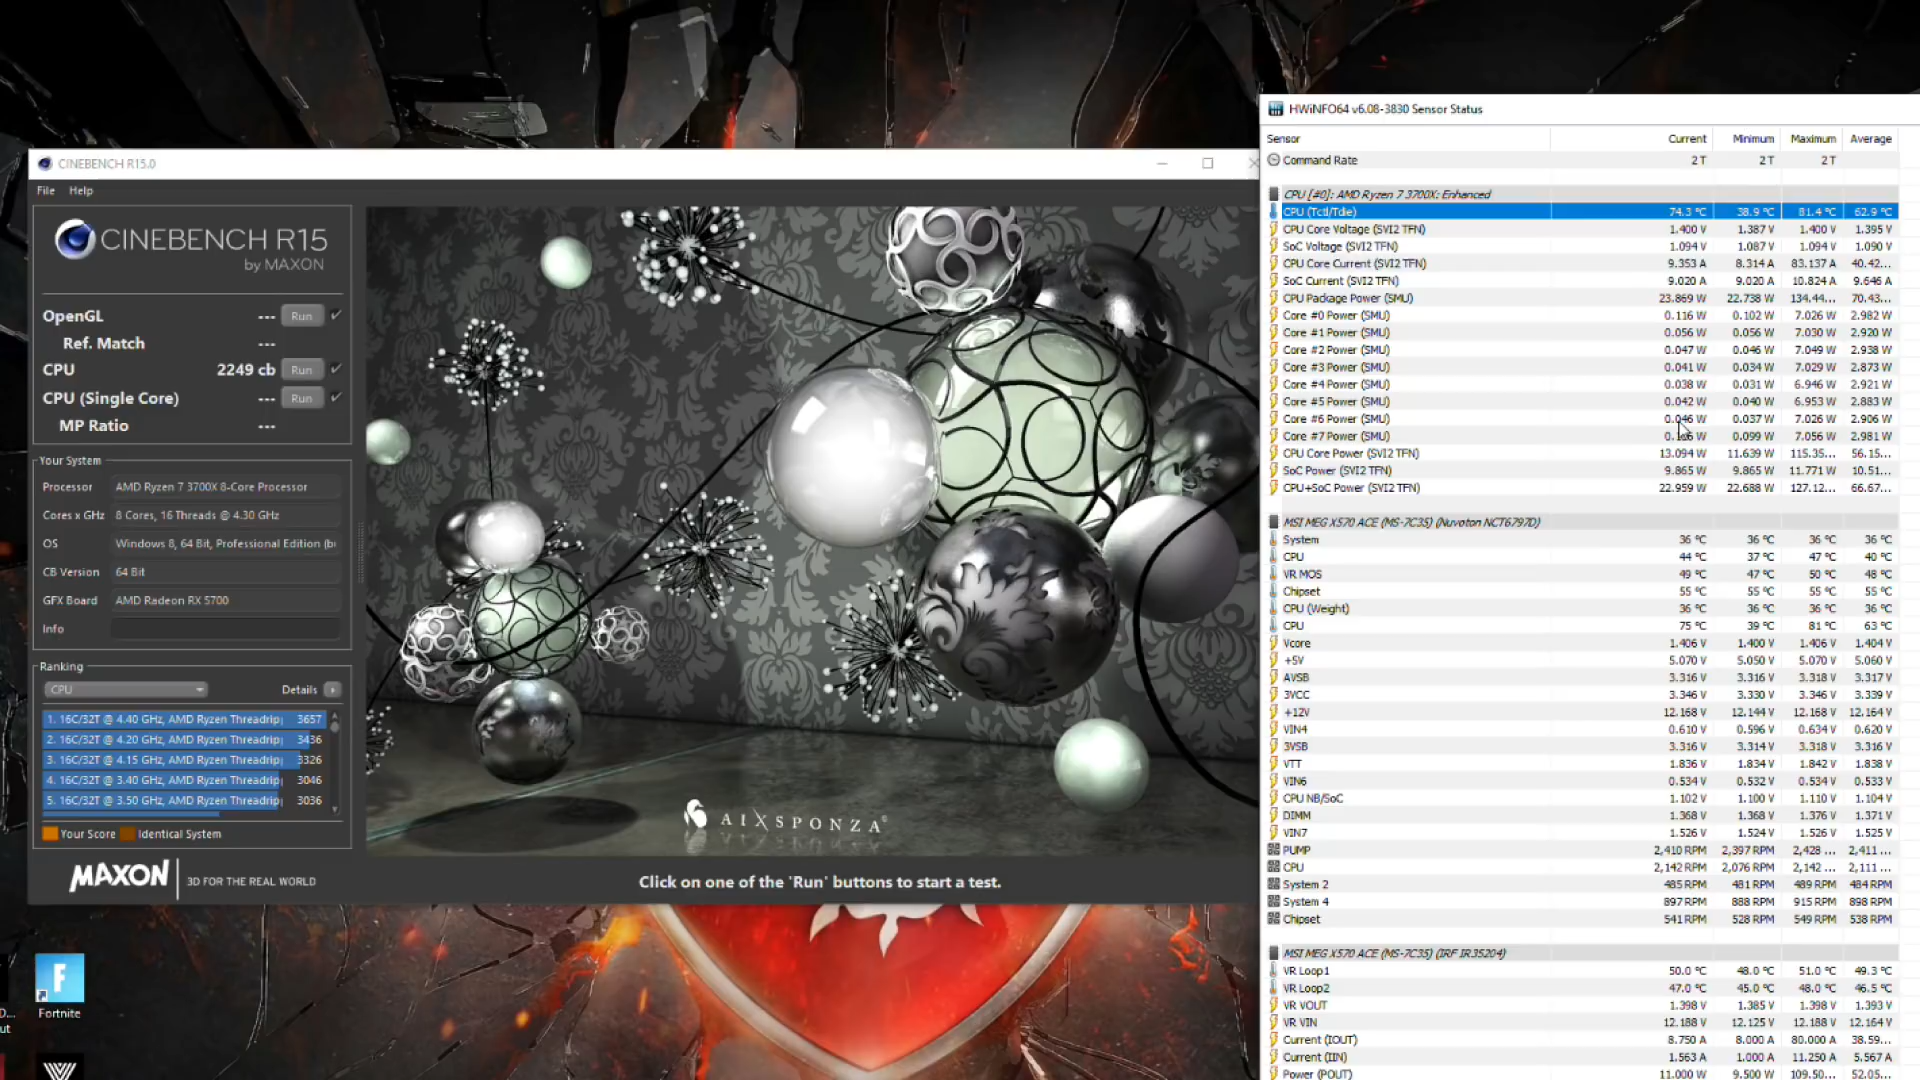 CINEBENCH R15.0
File Help
CINEBENCH R15
by MAXON
OpenGL --- Run
Ref. Match ---
CPU 2249 cb Run
CPU (Single Core) --- Run
MP Ratio ---
Your System
Processor AMD Ryzen 7 3700X 8-Core Processor
Cores x GHz 8 Cores, 16 Threads @ 4.30 GHz
OS Windows 8, 64 Bit, Professional Edition (bu
CB Version 64 Bit
GFX Board AMD Radeon RX 5700
Info
Ranking
CPU Details
1. 16C/32T @ 4.40 GHz, AMD Ryzen Threadrip 3657
2. 16C/32T @ 4.20 GHz, AMD Ryzen Threadrip 3436
3. 16C/32T @ 4.15 GHz, AMD Ryzen Threadrip 3326
4. 16C/32T @ 3.40 GHz, AMD Ryzen Threadrip 3046
5. 16C/32T @ 3.50 GHz, AMD Ryzen Threadrip 3036
Your Score Identical System
MAXON 3D FOR THE REAL WORLD
AIXSPONZA
Click on one of the 'Run' buttons to start a test.
Fortnite
HWiNFO64 v6.08-3830 Sensor Status
Sensor Current Minimum Maximum Average
Command Rate 2 T 2 T 2 T
CPU [#0]: AMD Ryzen 7 3700X: Enhanced
CPU (Tctl/Tdie) 74.3 °C 38.9 °C 81.4 °C 62.9 °C
CPU Core Voltage (SVI2 TFN) 1.400 V 1.387 V 1.400 V 1.395 V
SoC Voltage (SVI2 TFN) 1.094 V 1.087 V 1.094 V 1.090 V
CPU Core Current (SVI2 TFN) 9.353 A 8.314 A 83.137 A 40.42...
SoC Current (SVI2 TFN) 9.020 A 9.020 A 10.824 A 9.646 A
CPU Package Power (SMU) 23.869 W 22.738 W 134.44... 70.43...
Core #0 Power (SMU) 0.116 W 0.102 W 7.026 W 2.982 W
Core #1 Power (SMU) 0.056 W 0.056 W 7.030 W 2.920 W
Core #2 Power (SMU) 0.047 W 0.046 W 7.049 W 2.938 W
Core #3 Power (SMU) 0.041 W 0.034 W 7.029 W 2.873 W
Core #4 Power (SMU) 0.038 W 0.031 W 6.946 W 2.921 W
Core #5 Power (SMU) 0.042 W 0.040 W 6.953 W 2.883 W
Core #6 Power (SMU) 0.046 W 0.037 W 7.026 W 2.906 W
Core #7 Power (SMU) 0.099 W 7.056 W 2.981 W
CPU Core Power (SVI2 TFN) 13.094 W 11.639 W 115.35... 56.15...
SoC Power (SVI2 TFN) 9.865 W 9.865 W 11.771 W 10.51...
CPU+SoC Power (SVI2 TFN) 22.959 W 22.688 W 127.12... 66.67...
MSI MEG X570 ACE (MS-7C35) (Nuvoton NCT6797D)
System 36 °C 36 °C 36 °C 36 °C
CPU 44 °C 37 °C 47 °C 40 °C
VR MOS 49 °C 47 °C 50 °C 48 °C
Chipset 55 °C 55 °C 55 °C 55 °C
CPU (Weight) 36 °C 36 °C 36 °C 36 °C
CPU 75 °C 39 °C 81 °C 63 °C
Vcore 1.406 V 1.400 V 1.406 V 1.404 V
+5V 5.070 V 5.050 V 5.070 V 5.060 V
AVSB 3.316 V 3.316 V 3.318 V 3.317 V
3VCC 3.346 V 3.330 V 3.346 V 3.339 V
+12V 12.168 V 12.144 V 12.168 V 12.164 V
VIN4 0.610 V 0.596 V 0.634 V 0.620 V
3VSB 3.316 V 3.314 V 3.318 V 3.316 V
VTT 1.836 V 1.834 V 1.842 V 1.838 V
VIN6 0.534 V 0.532 V 0.534 V 0.533 V
CPU NB/SoC 1.102 V 1.100 V 1.110 V 1.104 V
DIMM 1.368 V 1.368 V 1.376 V 1.371 V
VIN7 1.526 V 1.524 V 1.526 V 1.525 V
PUMP 2,410 RPM 2,397 RPM 2,428 ... 2,411 ...
CPU 2,142 RPM 2,076 RPM 2,142 ... 2,111 ...
System 2 485 RPM 481 RPM 489 RPM 484 RPM
System 4 897 RPM 888 RPM 915 RPM 898 RPM
Chipset 541 RPM 528 RPM 549 RPM 538 RPM
MSI MEG X570 ACE (MS-7C35) (IRF IR35204)
VR Loop1 50.0 °C 48.0 °C 51.0 °C 49.3 °C
VR Loop2 47.0 °C 45.0 °C 48.0 °C 46.5 °C
VR VOUT 1.398 V 1.385 V 1.398 V 1.393 V
VR VIN 12.188 V 12.125 V 12.188 V 12.164 V
Current (IOUT) 8.750 A 8.000 A 80.000 A 38.59...
Current (IIN) 1.563 A 1.000 A 11.250 A 5.567 A
Power (POUT) 11.000 W 9.500 W 109.50... 52.05...